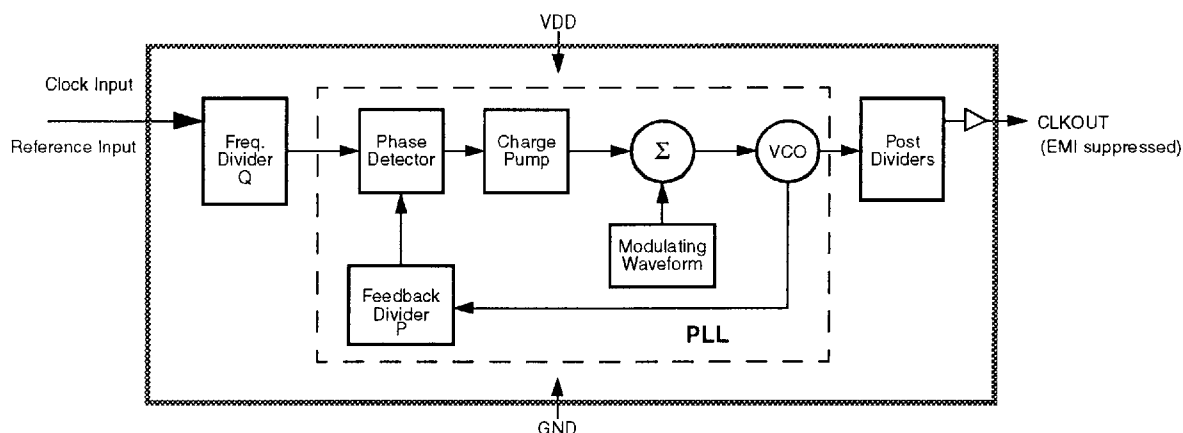 VDD
Clock Input
Reference Input
Freq.
Divider
Q
Phase
Detector
Charge
Pump
Σ
VCO
Post
Dividers
CLKOUT
(EMI suppressed)
Modulating
Waveform
Feedback
Divider
P
PLL
GND